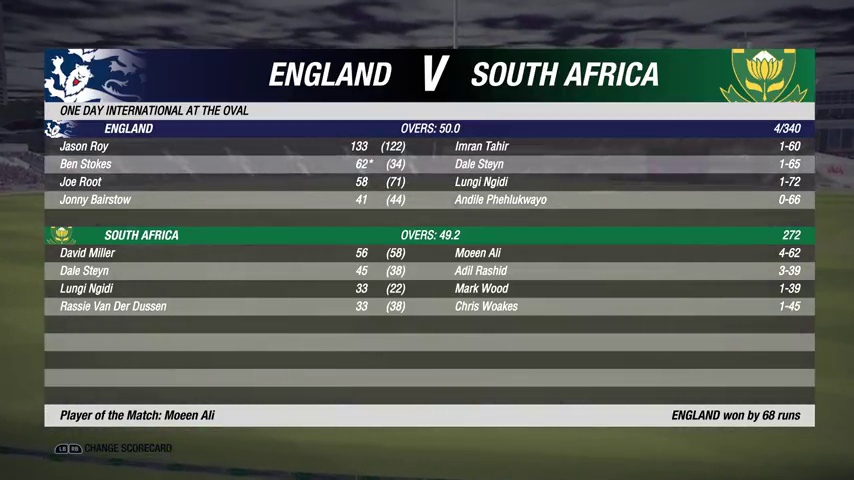 ENGLAND V SOUTH AFRICA
ONE DAY INTERNATIONAL AT THE OVAL
ENGLAND OVERS: 50.0 4/340
Jason Roy 133 (122) Imran Tahir 1-60
Ben Stokes 62* (34) Dale Steyn 1-65
Joe Root 58 (71) Lungi Ngidi 1-72
Jonny Bairstow 41 (44) Andile Phehlukwayo 0-66
SOUTH AFRICA OVERS: 49.2 272
David Miller 56 (58) Moeen Ali 4-62
Dale Steyn 45 (38) Adil Rashid 3-39
Lungi Ngidi 33 (22) Mark Wood 1-39
Rassie Van Der Dussen 33 (38) Chris Woakes 1-45
Player of the Match: Moeen Ali ENGLAND won by 68 runs
LB RB CHANGE SCORECARD